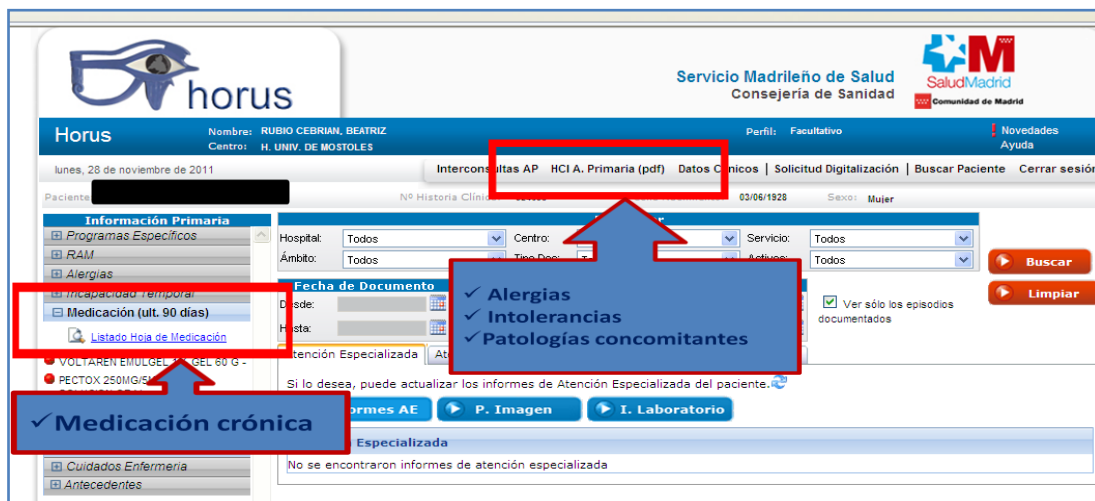 horus
Servicio Madrileño de Salud
Consejería de Sanidad
SaludMadrid
Comunidad de Madrid
Horus
Nombre: RUBIO CEBRIAN, BEATRIZ
Centro: H. UNIV. DE MOSTOLES
Perfil: Facultativo
! Novedades
Ayuda
lunes, 28 de noviembre de 2011
Interconsultas AP HCI A. Primaria (pdf) Datos Clínicos | Solicitud Digitalización | Buscar Paciente Cerrar sesión
Paciente
Nº Historia Clínica
03/06/1928
Sexo: Mujer
Información Primaria
Programas Específicos
RAM
Alergias
Incapacidad Temporal
Medicación (ult. 90 días)
Listado Hoja de Medicación
VOLTAREN EMULGEL GEL 60 G -
PECTOX 250MG/5
✓ Medicación crónica
Cuidados Enfermeria
Antecedentes
Hospital: Todos
Centro:
Servicio: Todos
Ámbito: Todos
Tipo Doc:
Activos: Todos
Buscar
Limpiar
Fecha de Documento
Desde:
Hasta:
Ver sólo los episodios
documentados
✓ Alergias
✓ Intolerancias
✓ Patologías concomitantes
Atención Especializada
Si lo desea, puede actualizar los informes de Atención Especializada del paciente.
formes AE
P. Imagen
I. Laboratorio
Especializada
No se encontraron informes de atención especializada